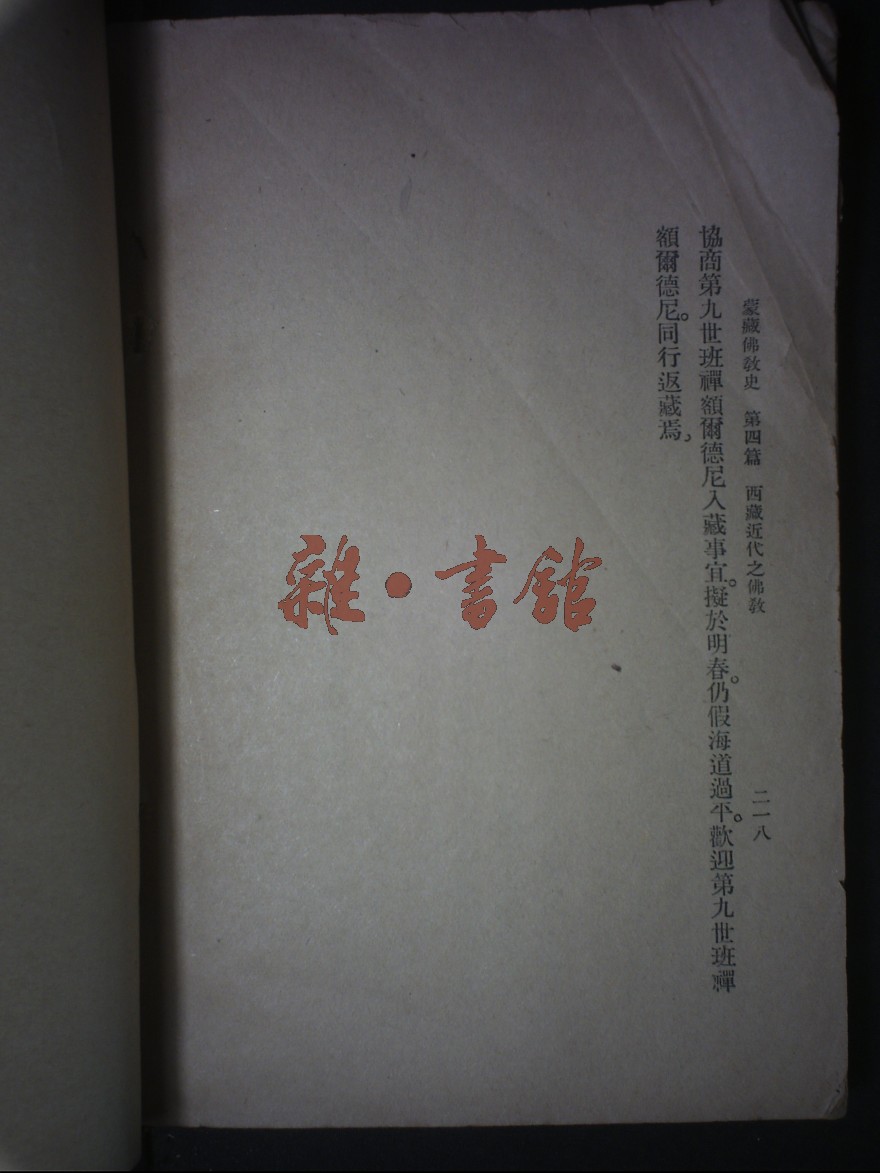 蒙藏佛教史　第四篇　西藏近代之佛教　二一八
協商第九世班禪額爾德尼入藏事宜。擬於明春。仍假海道過平。歡迎第九世班禪
額爾德尼。同行返藏焉。
雜·書館